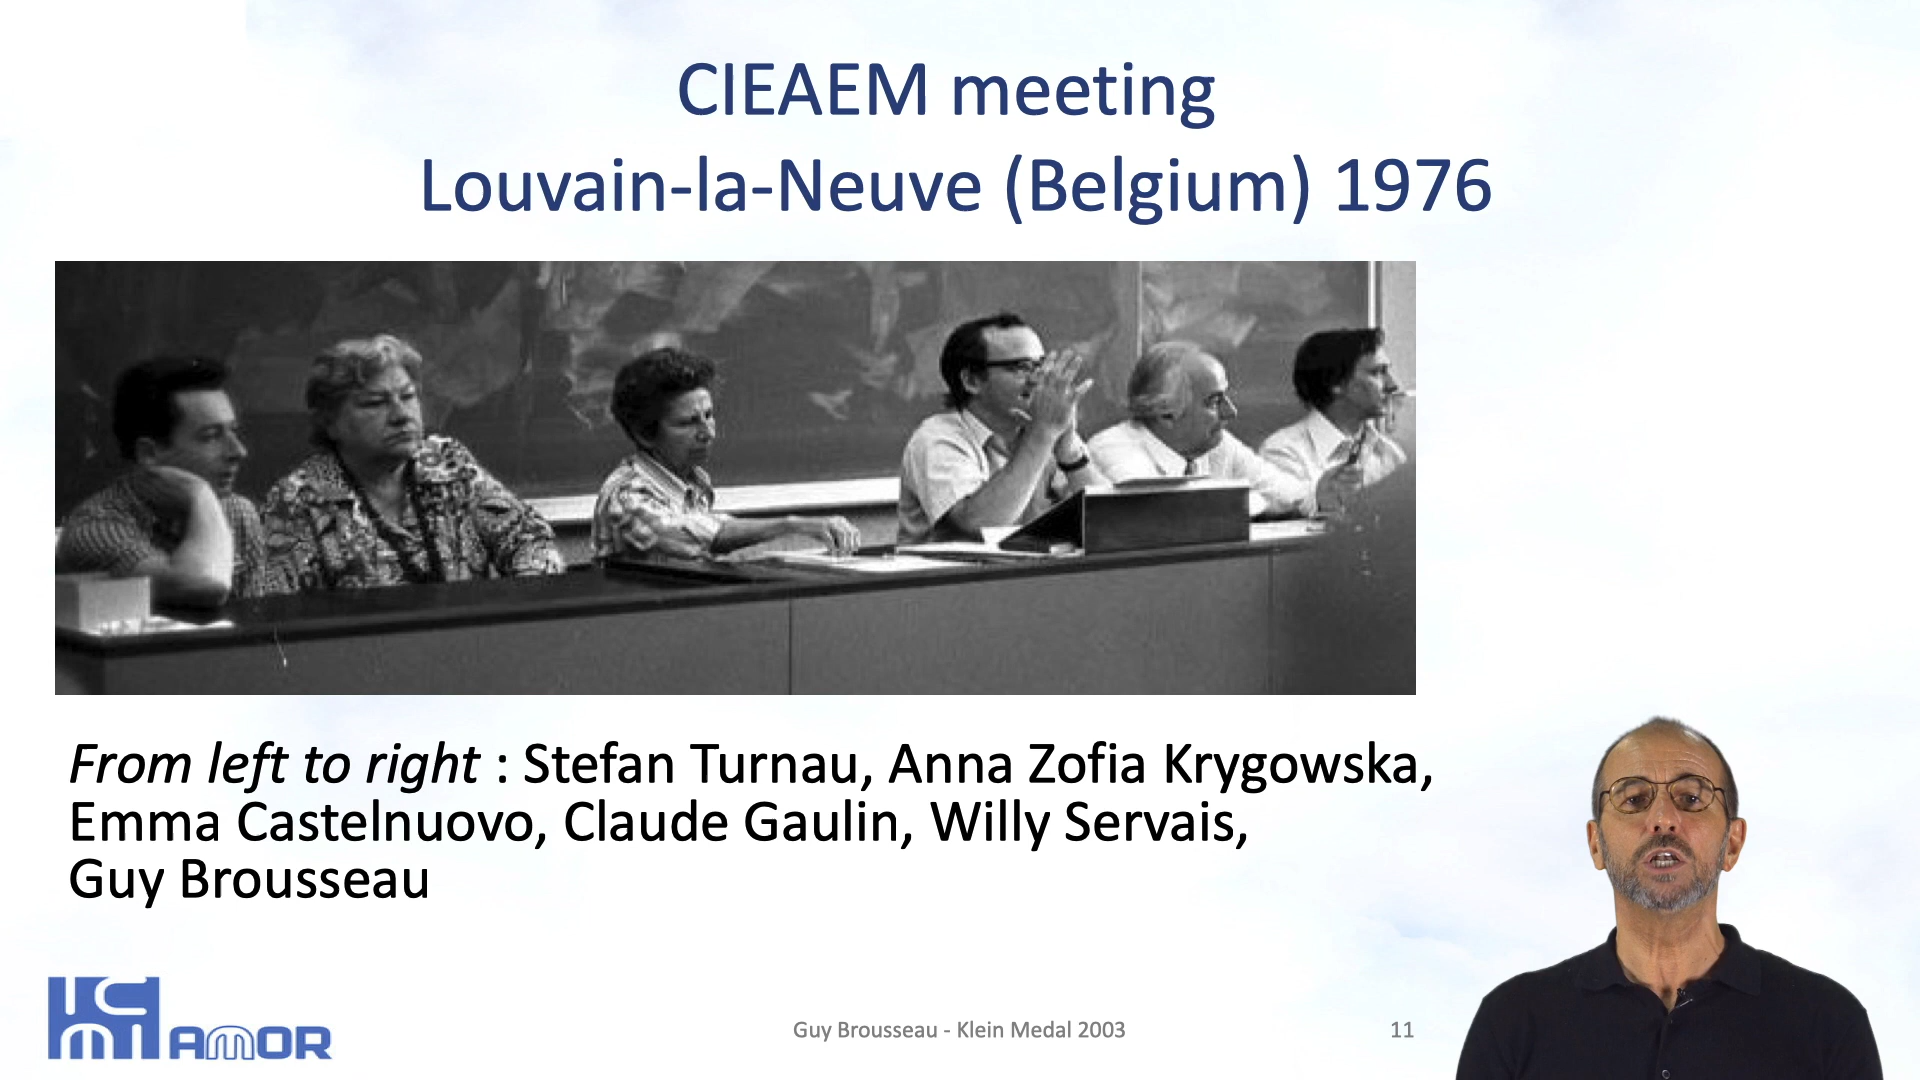 CIEAEM meeting
Louvain-la-Neuve (Belgium) 1976
From left to right : Stefan Turnau, Anna Zofia Krygowska,
Emma Castelnuovo, Claude Gaulin, Willy Servais,
Guy Brousseau
ICMI AMOR
Guy Brousseau - Klein Medal 2003
11